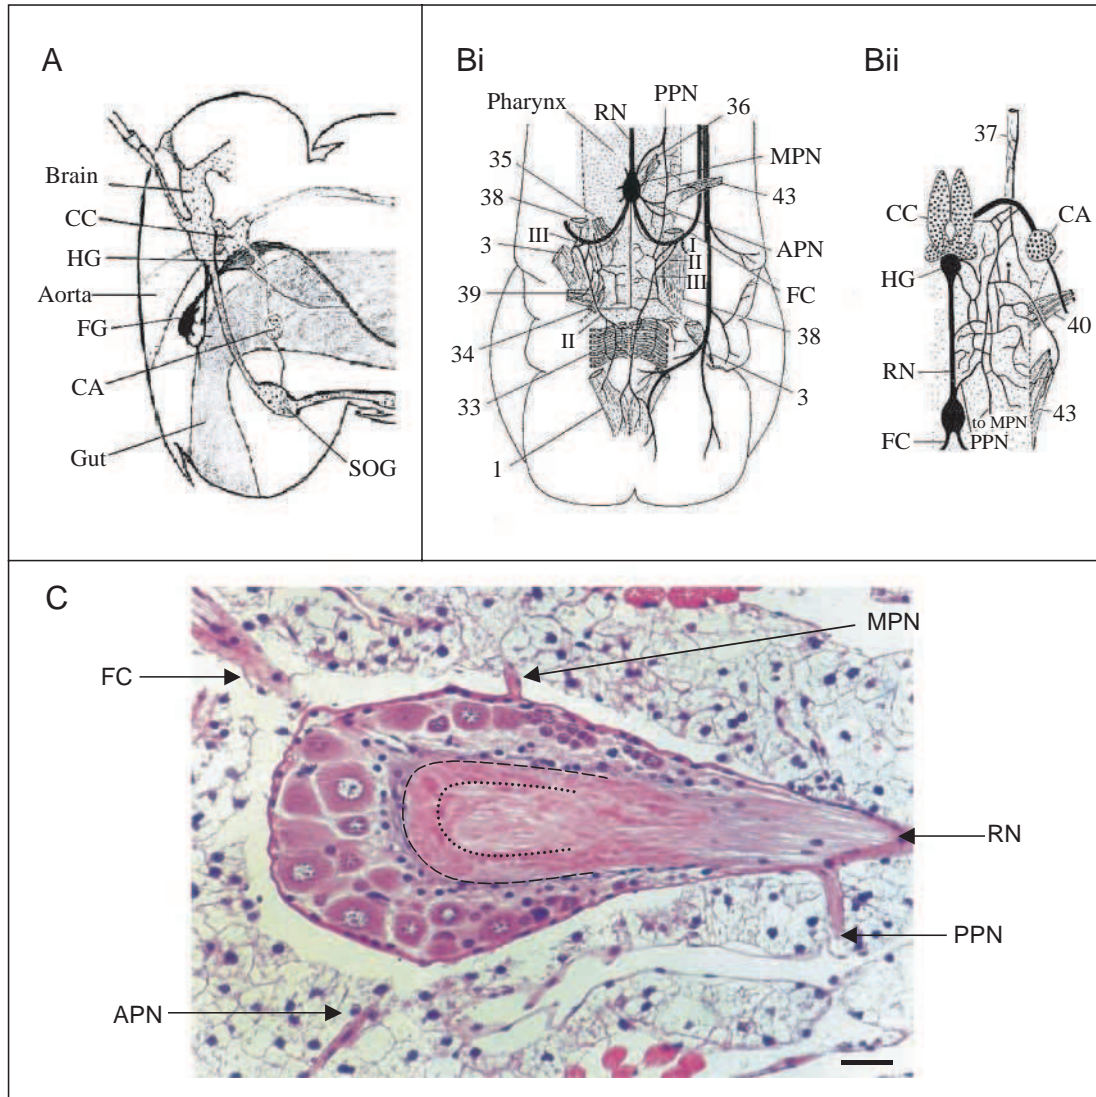 A
Brain
CC
HG
Aorta
FG
CA
Gut
SOG
Bi
Pharynx
RN
PPN
36
35
MPN
38
43
3
III
APN
I
II
III
39
FC
34
II
38
33
3
1
Bii
37
CC
CA
HG
40
RN
43
to MPN
FC
PPN
C
MPN
FC
RN
PPN
APN